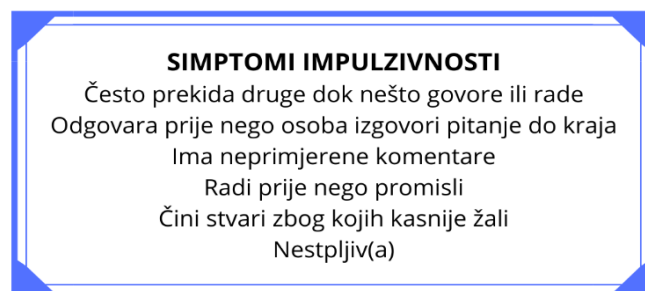 SIMPTOMI IMPULZIVNOSTI
Često prekida druge dok nešto govore ili rade
Odgovara prije nego osoba izgovori pitanje do kraja
Ima neprimjerene komentare
Radi prije nego promisli
Čini stvari zbog kojih kasnije žali
Nestpljiv(a)